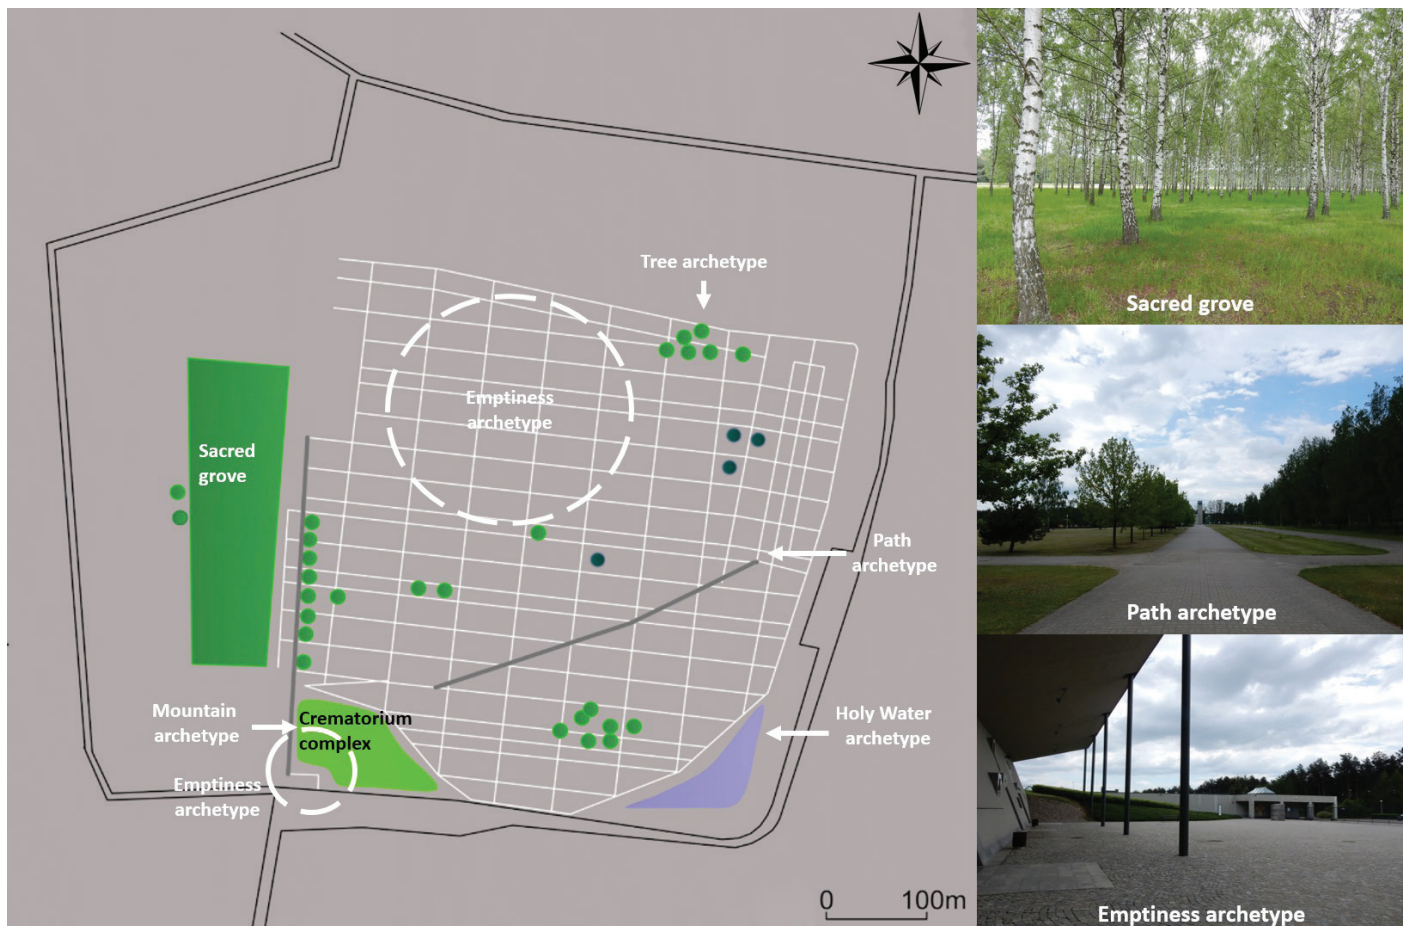 Tree archetype
Emptiness
archetype
Sacred
grove
Path
archetype
Mountain
archetype
Crematorium
complex
Holy Water
archetype
Emptiness
archetype
0 100m
Sacred grove
Path archetype
Emptiness archetype